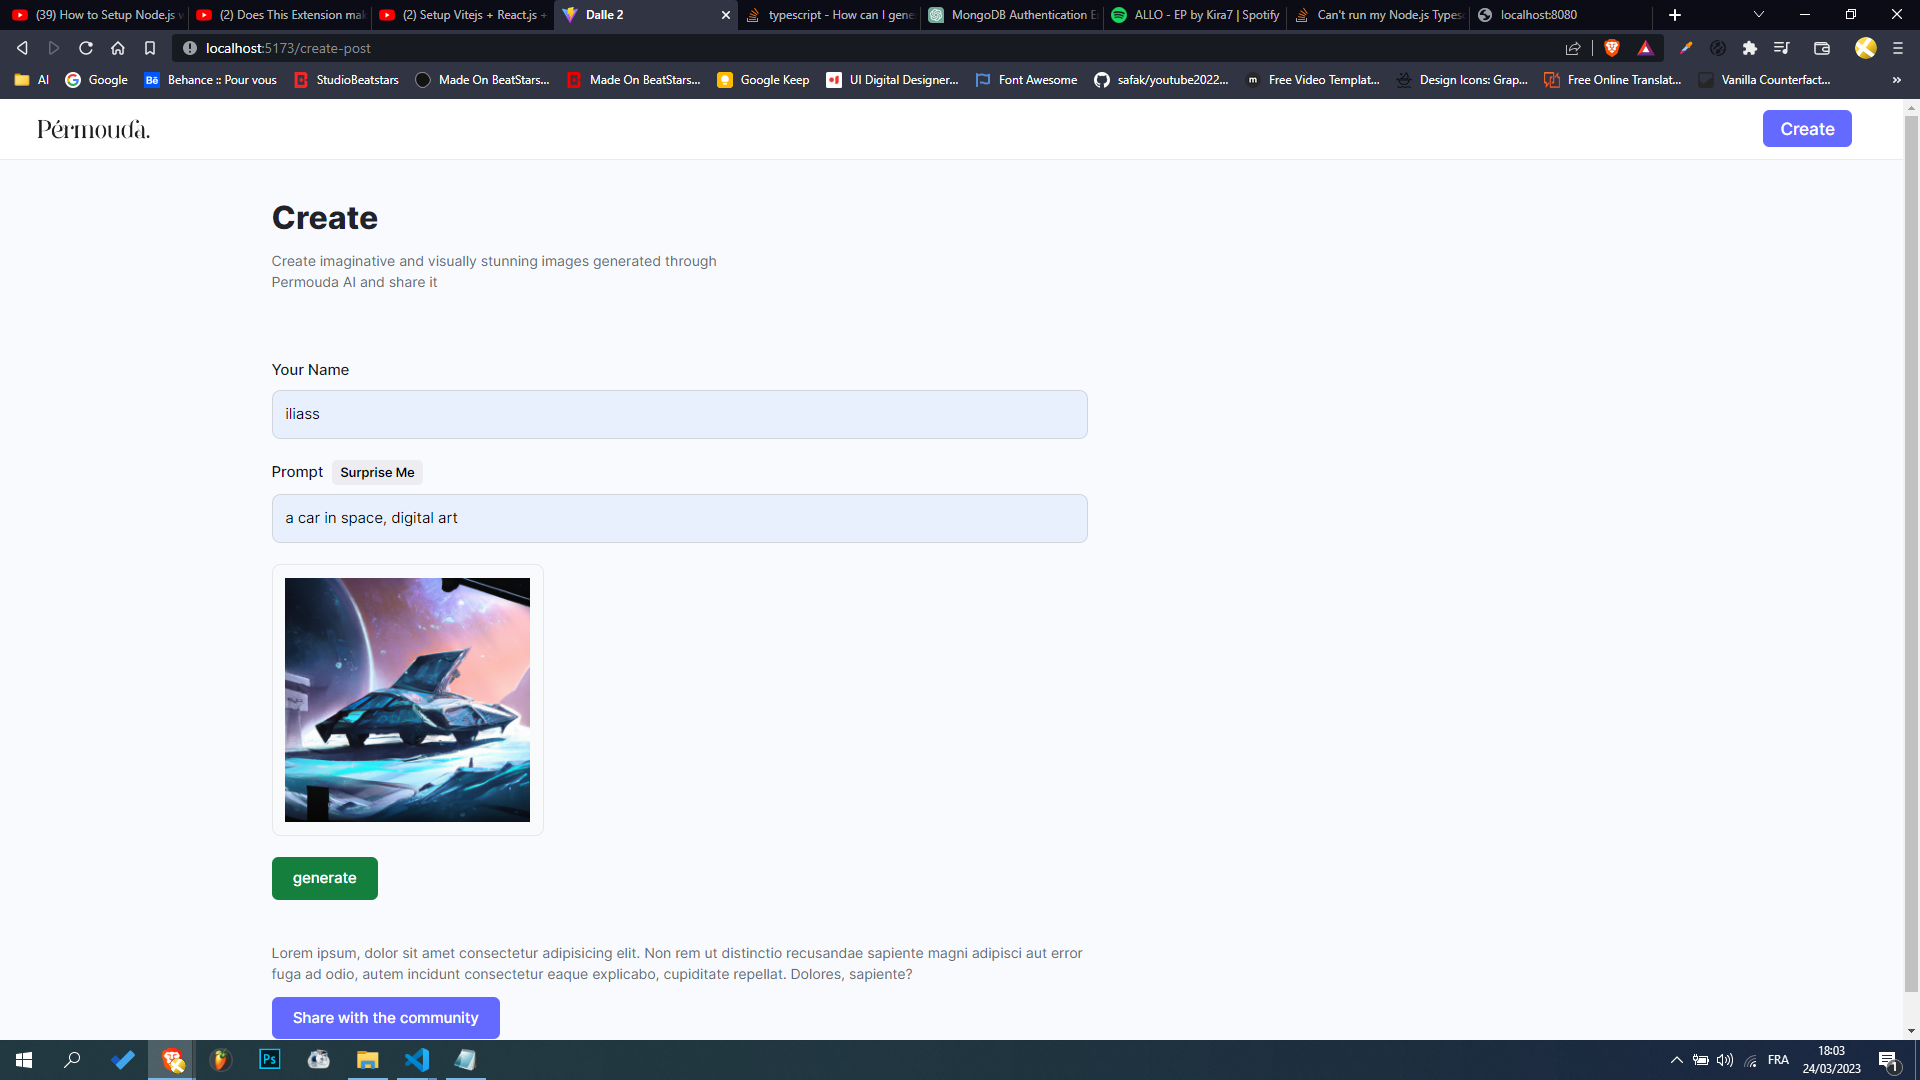 (39) How to Setup Node.js w
(2) Does This Extension mak
(2) Setup Vitejs + React.js +
Dalle 2
typescript - How can I gene
MongoDB Authentication E
ALLO - EP by Kira7 | Spotify
Can't run my Node.js Typesc
localhost:8080
localhost:5173/create-post
AI
Google
Bē
Behance :: Pour vous
StudioBeatstars
Made On BeatStars...
Made On BeatStars...
Google Keep
UI Digital Designer...
Font Awesome
safak/youtube2022...
m
Free Video Templat...
Design Icons: Grap...
Free Online Translat...
Vanilla Counterfact...
»
Pérmouda.
Create
Create
Create imaginative and visually stunning images generated through
Permouda AI and share it
Your Name
iliass
Prompt
Surprise Me
a car in space, digital art
generate
Lorem ipsum, dolor sit amet consectetur adipisicing elit. Non rem ut distinctio recusandae sapiente magni adipisci aut error
fuga ad odio, autem incidunt consectetur eaque explicabo, cupiditate repellat. Dolores, sapiente?
Share with the community
Ps
FRA
18:03
24/03/2023
1